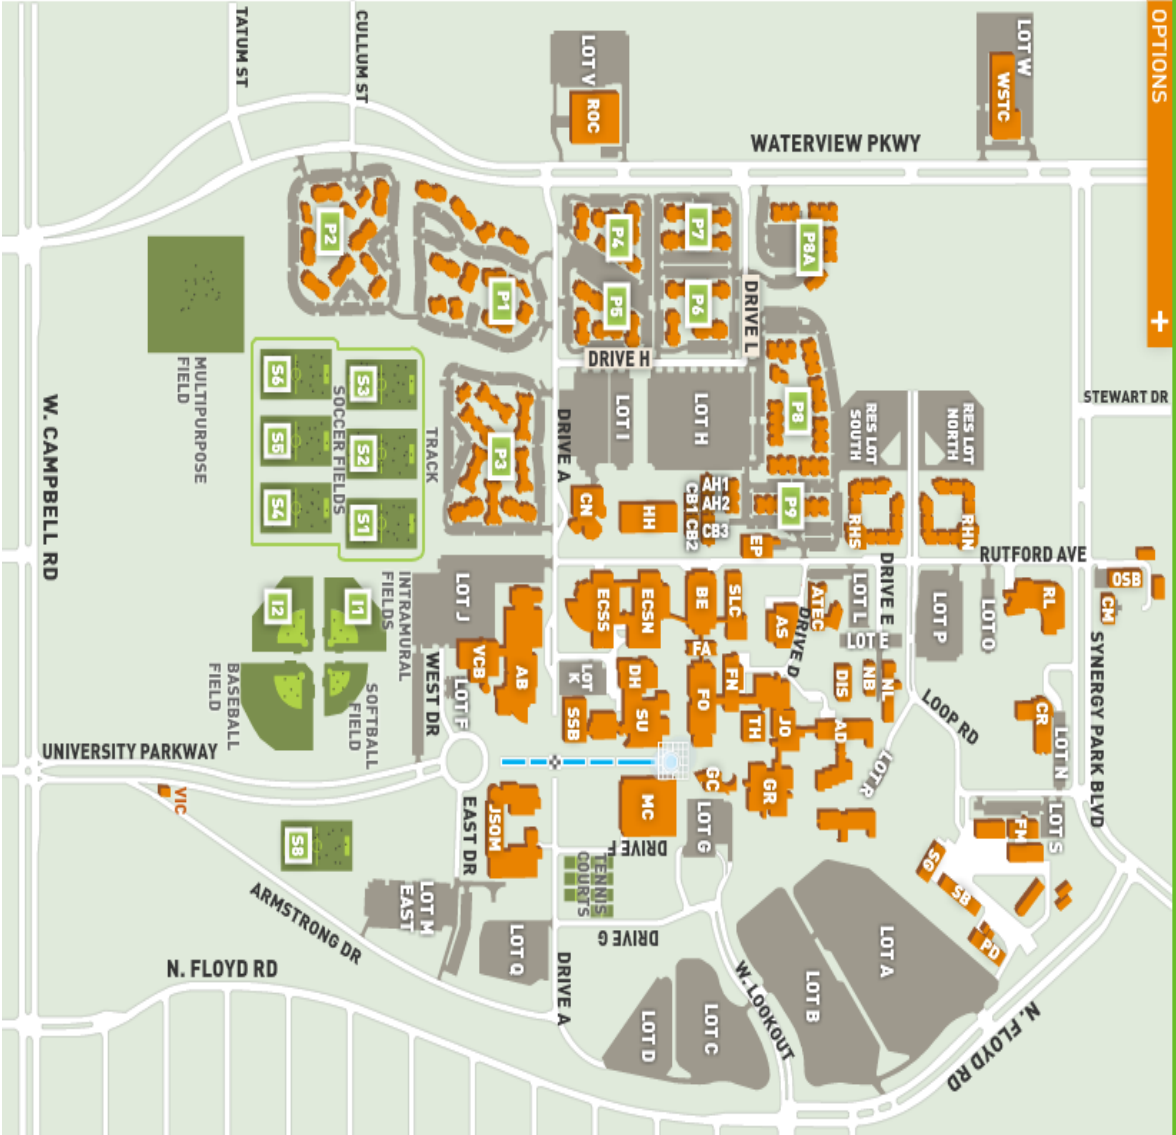 OPTIONS
+
TATUM ST
CULLUM ST
LOT V
ROC
LOT W
WSTC
WATERVIEW PKWY
P2
P1
P4
P7
P8A
P5
P6
DRIVE L
DRIVE H
MULTIPURPOSE
FIELD
S6
S3
S5
S2
S4
S1
SOCCER FIELDS
TRACK
P3
DRIVE A
LOT I
LOT H
P8
RES LOT
SOUTH
RES LOT
NORTH
STEWART DR
W. CAMPBELL RD
CN
HH
AH1
AH2
CB1
CB2
CB3
P9
EP
RHS
RHN
RUTFORD AVE
OSB
CM
I2
I1
INTRAMURAL
FIELDS
LOT J
ECSS
ECSN
BE
SLC
AS
ATEC
LOT L
DRIVE E
LOT E
LOT P
LOT O
RL
SYNERGY PARK BLVD
DRIVE D
BASEBALL
FIELD
SOFTBALL
FIELD
WEST DR
VCB
LOT F
AB
LOT
K
DH
FA
FN
FO
SU
SSB
TH
JO
DIS
NB
NL
AD
LOOP RD
CR
LOT N
UNIVERSITY PARKWAY
VIC
LOT R
GC
GR
MC
LOT G
JSOM
EAST DR
DRIVE F
TENNIS
COURTS
S8
FM
LOT S
SG
SB
PD
ARMSTRONG DR
LOT M
EAST
LOT Q
DRIVE G
N. FLOYD RD
DRIVE A
LOT D
LOT C
W. LOOKOUT
LOT B
LOT A
N. FLOYD RD